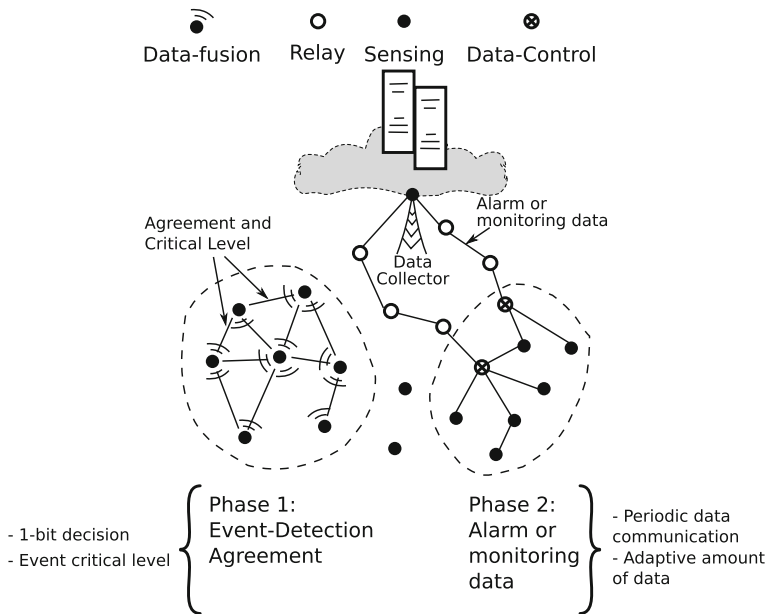 Data-fusion
Relay
Sensing
Data-Control
Alarm or
monitoring data
Agreement and
Critical Level
Data
Collector
Phase 1:
Event-Detection
Agreement
- 1-bit decision
- Event critical level
Phase 2:
Alarm or
monitoring
data
- Periodic data
communication
- Adaptive amount
of data